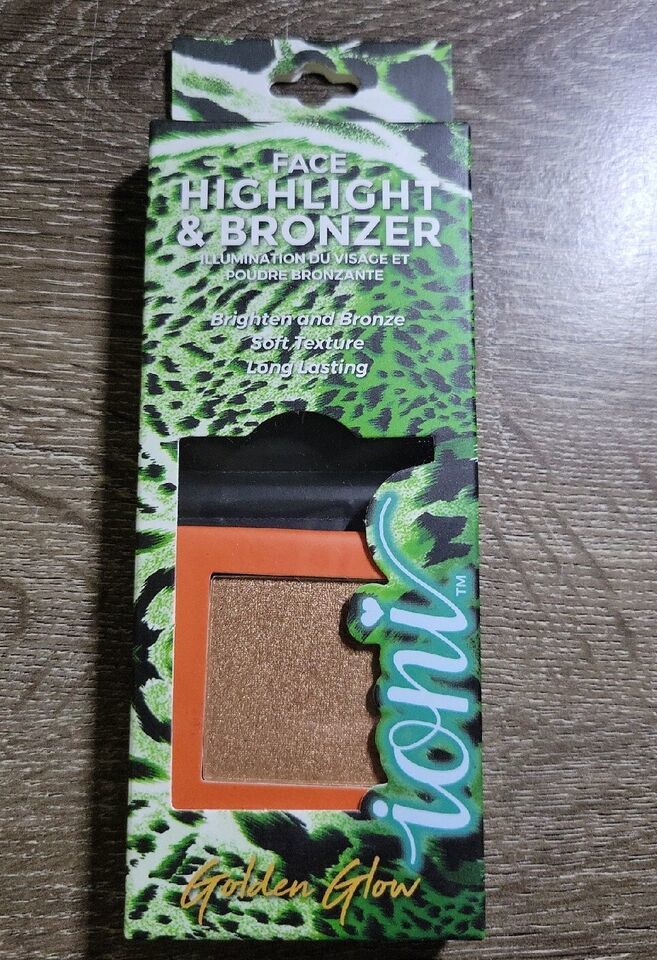 FACE
HIGHLIGHT
& BRONZER
ILLUMINATION DU VISAGE ET
POUDRE BRONZANTE
Brighten and Bronze
Soft Texture
Long Lasting
ioni™
Golden Glow